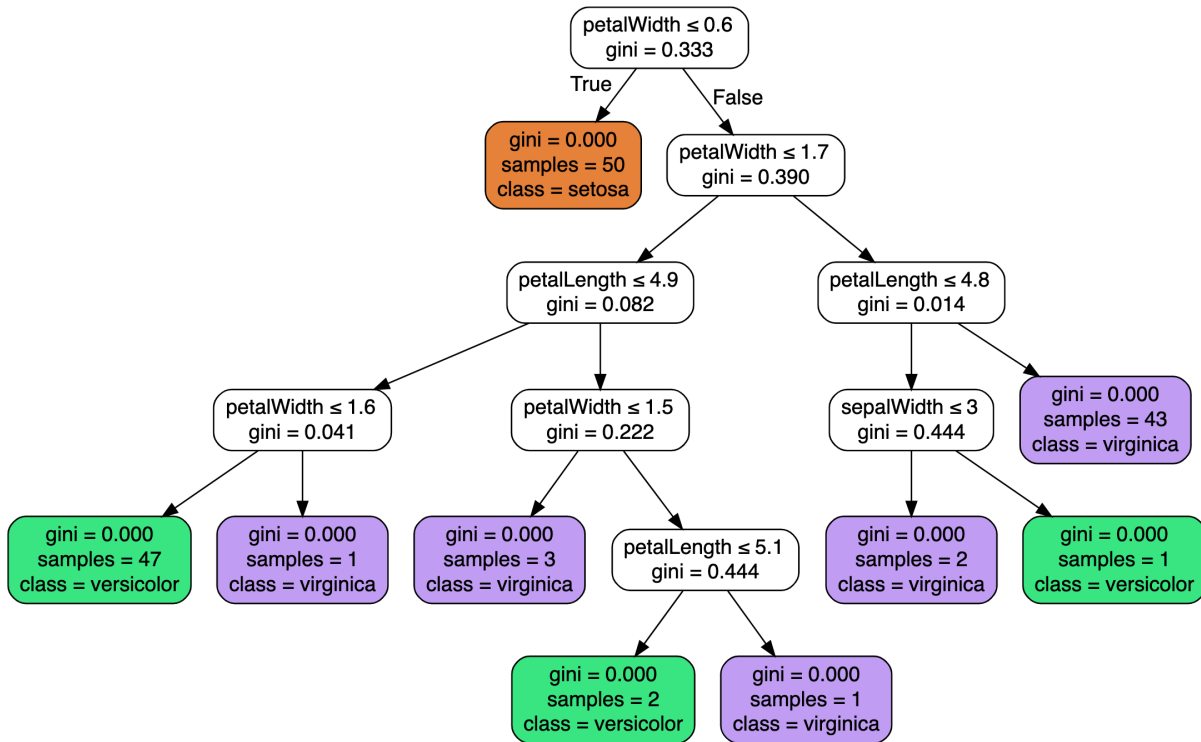 petalWidth ≤ 0.6
gini = 0.333
True
False
gini = 0.000
samples = 50
class = setosa
petalWidth ≤ 1.7
gini = 0.390
petalLength ≤ 4.9
gini = 0.082
petalLength ≤ 4.8
gini = 0.014
petalWidth ≤ 1.6
gini = 0.041
petalWidth ≤ 1.5
gini = 0.222
sepalWidth ≤ 3
gini = 0.444
gini = 0.000
samples = 43
class = virginica
gini = 0.000
samples = 47
class = versicolor
gini = 0.000
samples = 1
class = virginica
gini = 0.000
samples = 3
class = virginica
petalLength ≤ 5.1
gini = 0.444
gini = 0.000
samples = 2
class = virginica
gini = 0.000
samples = 1
class = versicolor
gini = 0.000
samples = 2
class = versicolor
gini = 0.000
samples = 1
class = virginica